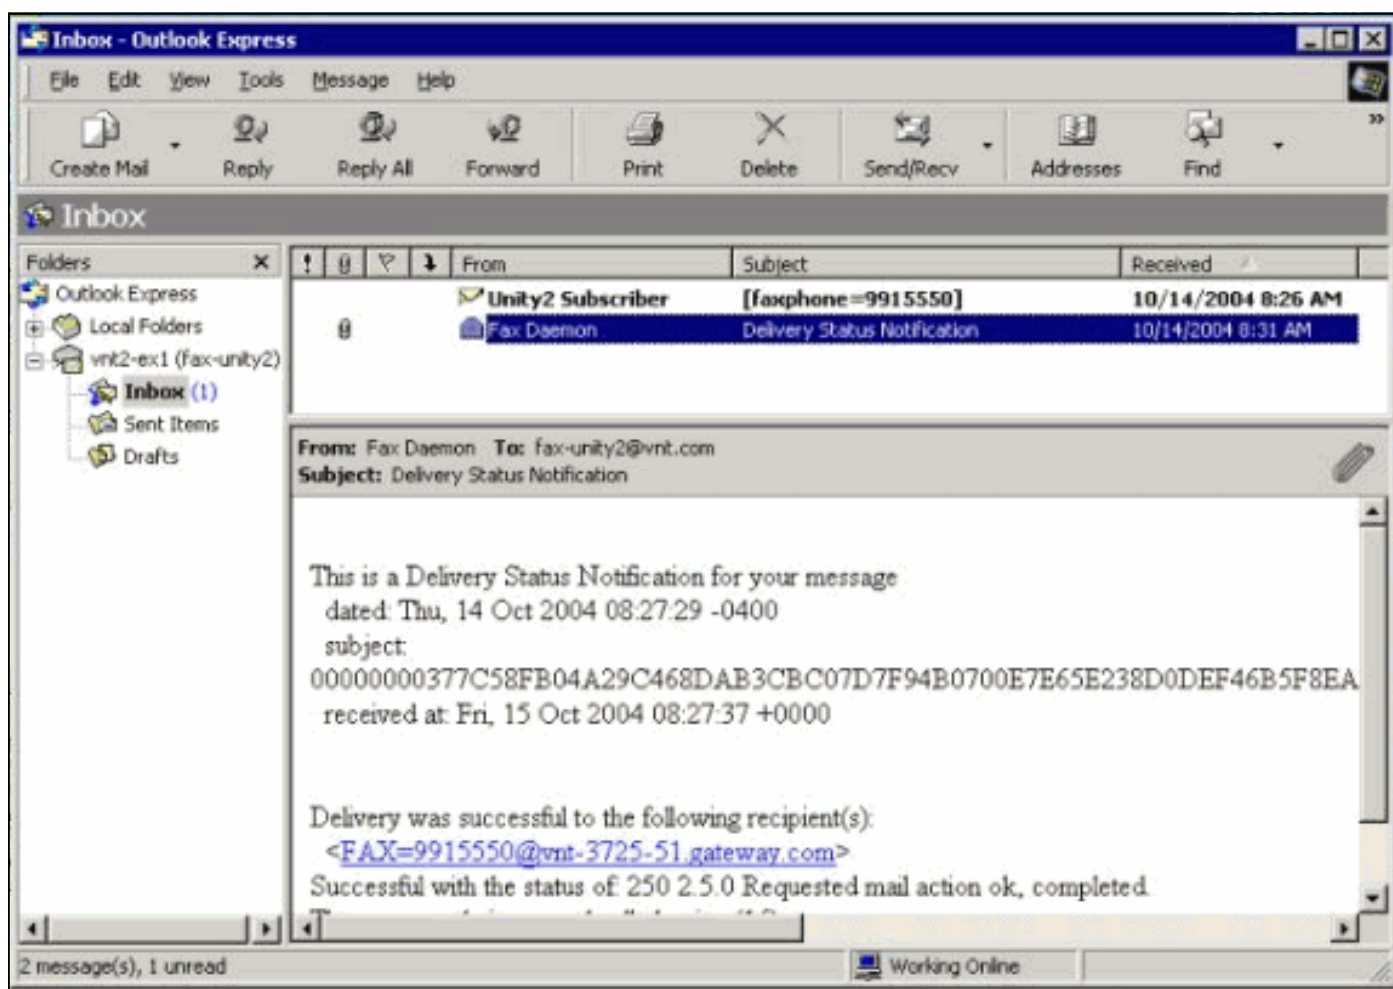 Inbox - Outlook Express
File Edit View Tools Message Help
»
Create Mail Reply Reply All Forward Print Delete Send/Recv Addresses Find
Inbox
Folders
! From Subject Received
Outlook Express
Unity2 Subscriber [faxphone=9915550] 10/14/2004 8:26 AM
Local Folders
Fax Daemon Delivery Status Notification 10/14/2004 8:31 AM
vnt2-ex1 (fax-unity2)
Inbox (1)
Sent Items
Drafts
From: Fax Daemon To: fax-unity2@vnt.com
Subject: Delivery Status Notification
This is a Delivery Status Notification for your message
dated: Thu, 14 Oct 2004 08:27:29 -0400
subject:
00000000377C58FB04A29C468DAB3CBC07D7F94B0700E7E65E238D0DEF46B5F8EA
received at: Fri, 15 Oct 2004 08:27:37 +0000
Delivery was successful to the following recipient(s):
<FAX=9915550@vnt-3725-51.gateway.com>
Successful with the status of: 250 2.5.0 Requested mail action ok, completed.
2 message(s), 1 unread
Working Online